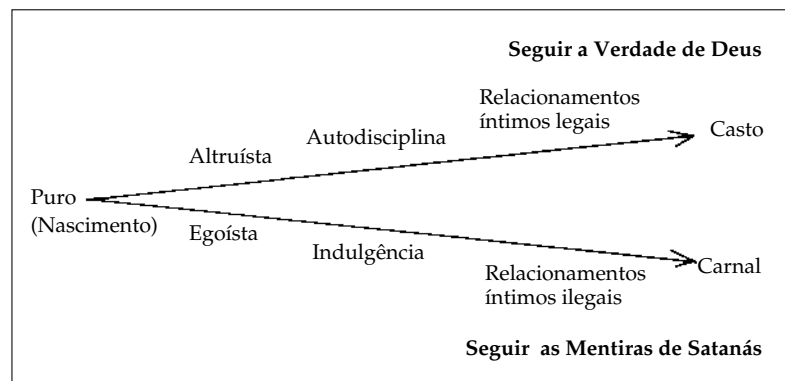 Seguir a Verdade de Deus
Relacionamentos
íntimos legais
Casto
Autodisciplina
Altruísta
Puro
(Nascimento)
Egoísta
Indulgência
Relacionamentos
íntimos ilegais
Carnal
Seguir as Mentiras de Satanás